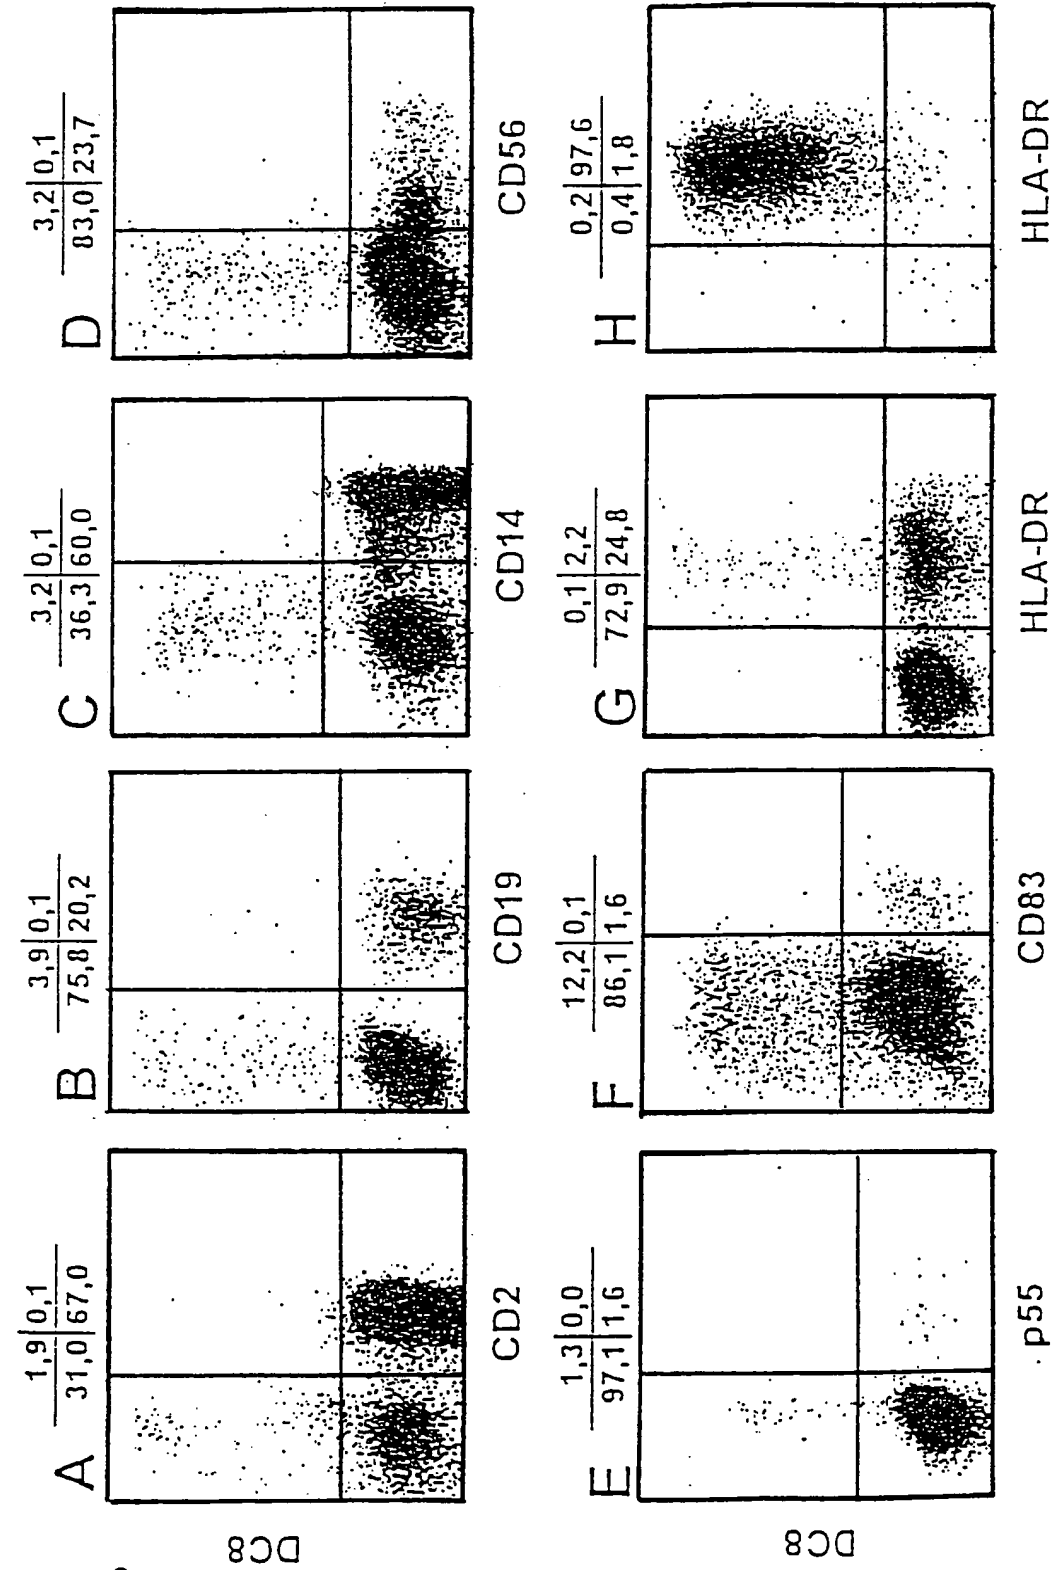 A
1,9|0,1
31,0|67,0
B
3,9|0,1
75,8|20,2
C
3,2|0,1
36,3|60,0
D
3,2|0,1
83,0|23,7
DC8
CD2
CD19
CD14
CD56
E
1,3|0,0
97,1|1,6
F
12,2|0,1
86,1|1,6
G
0,1|2,2
72,9|24,8
H
0,2|97,6
0,4|1,8
DC8
p55
CD83
HLA-DR
HLA-DR